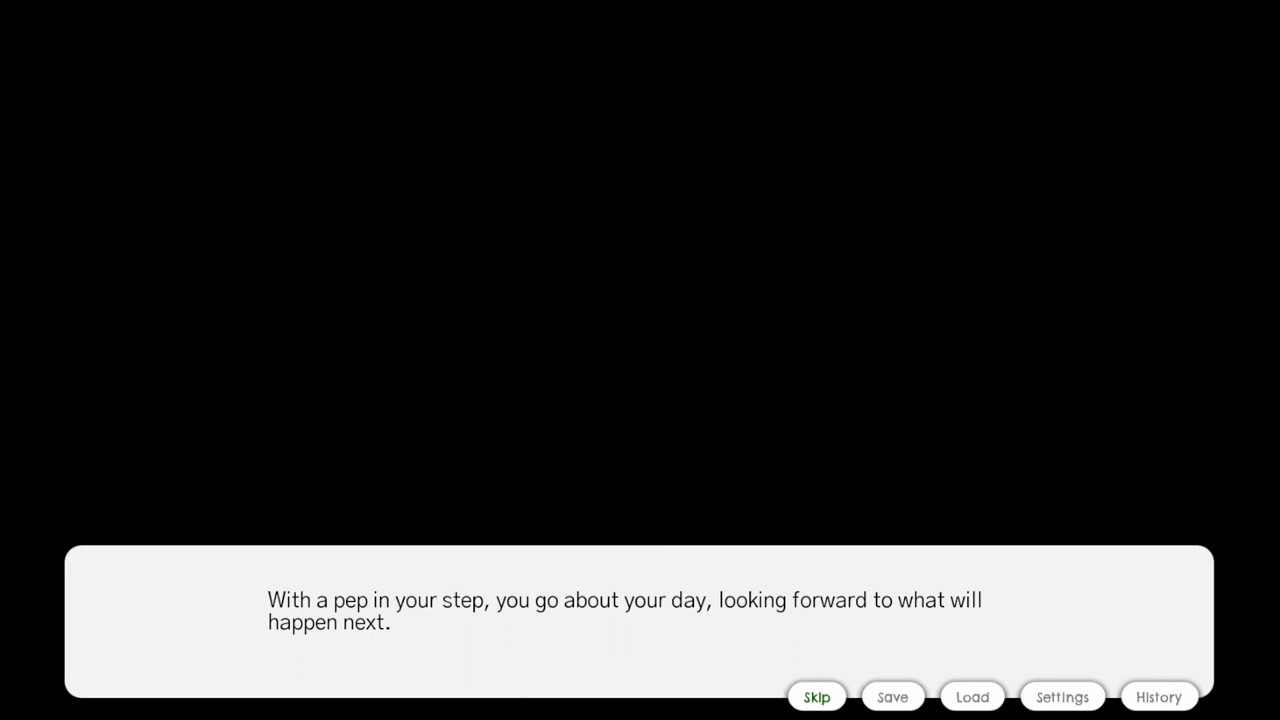 With a pep in your step, you go about your day, looking forward to what will
happen next.
Skip
Save
Load
Settings
History